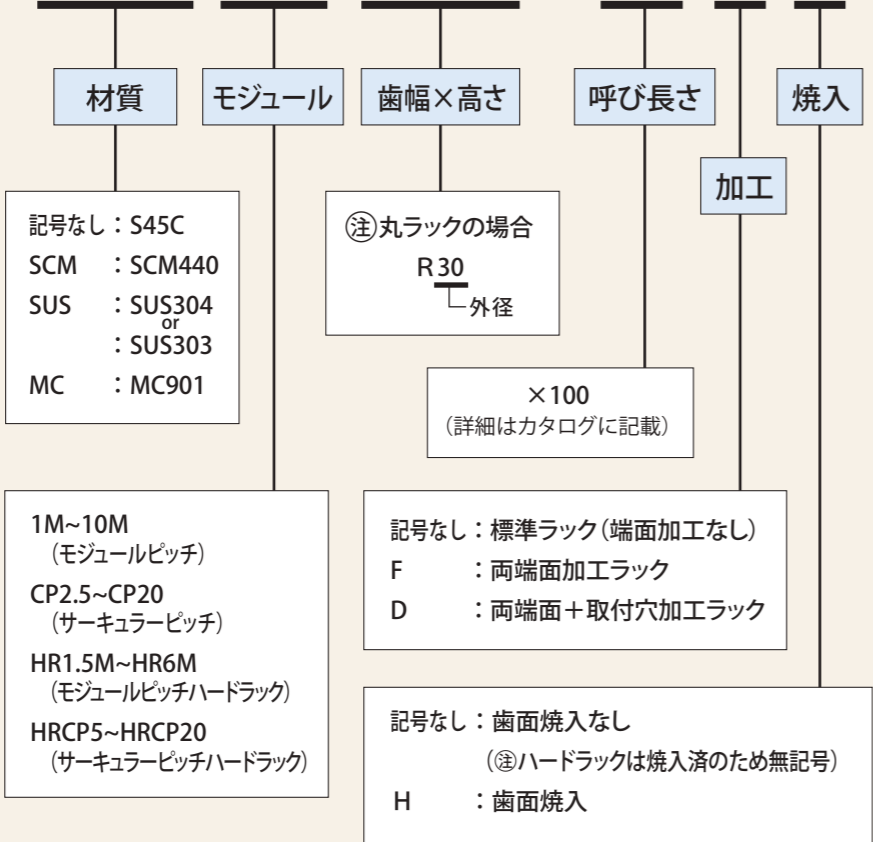 材質
モジュール
歯幅×高さ
呼び長さ
焼入
加工
記号なし：S45C
SCM ：SCM440
SUS ：SUS304
or
：SUS303
MC ：MC901
㊟丸ラックの場合
R30
外径
×100
（詳細はカタログに記載）
1M~10M
（モジュールピッチ）
CP2.5~CP20
（サーキュラーピッチ）
HR1.5M~HR6M
（モジュールピッチハードラック）
HRCP5~HRCP20
（サーキュラーピッチハードラック）
記号なし：標準ラック（端面加工なし）
F ：両端面加工ラック
D ：両端面＋取付穴加工ラック
記号なし：歯面焼入なし
（㊟ハードラックは焼入済のため無記号）
H ：歯面焼入